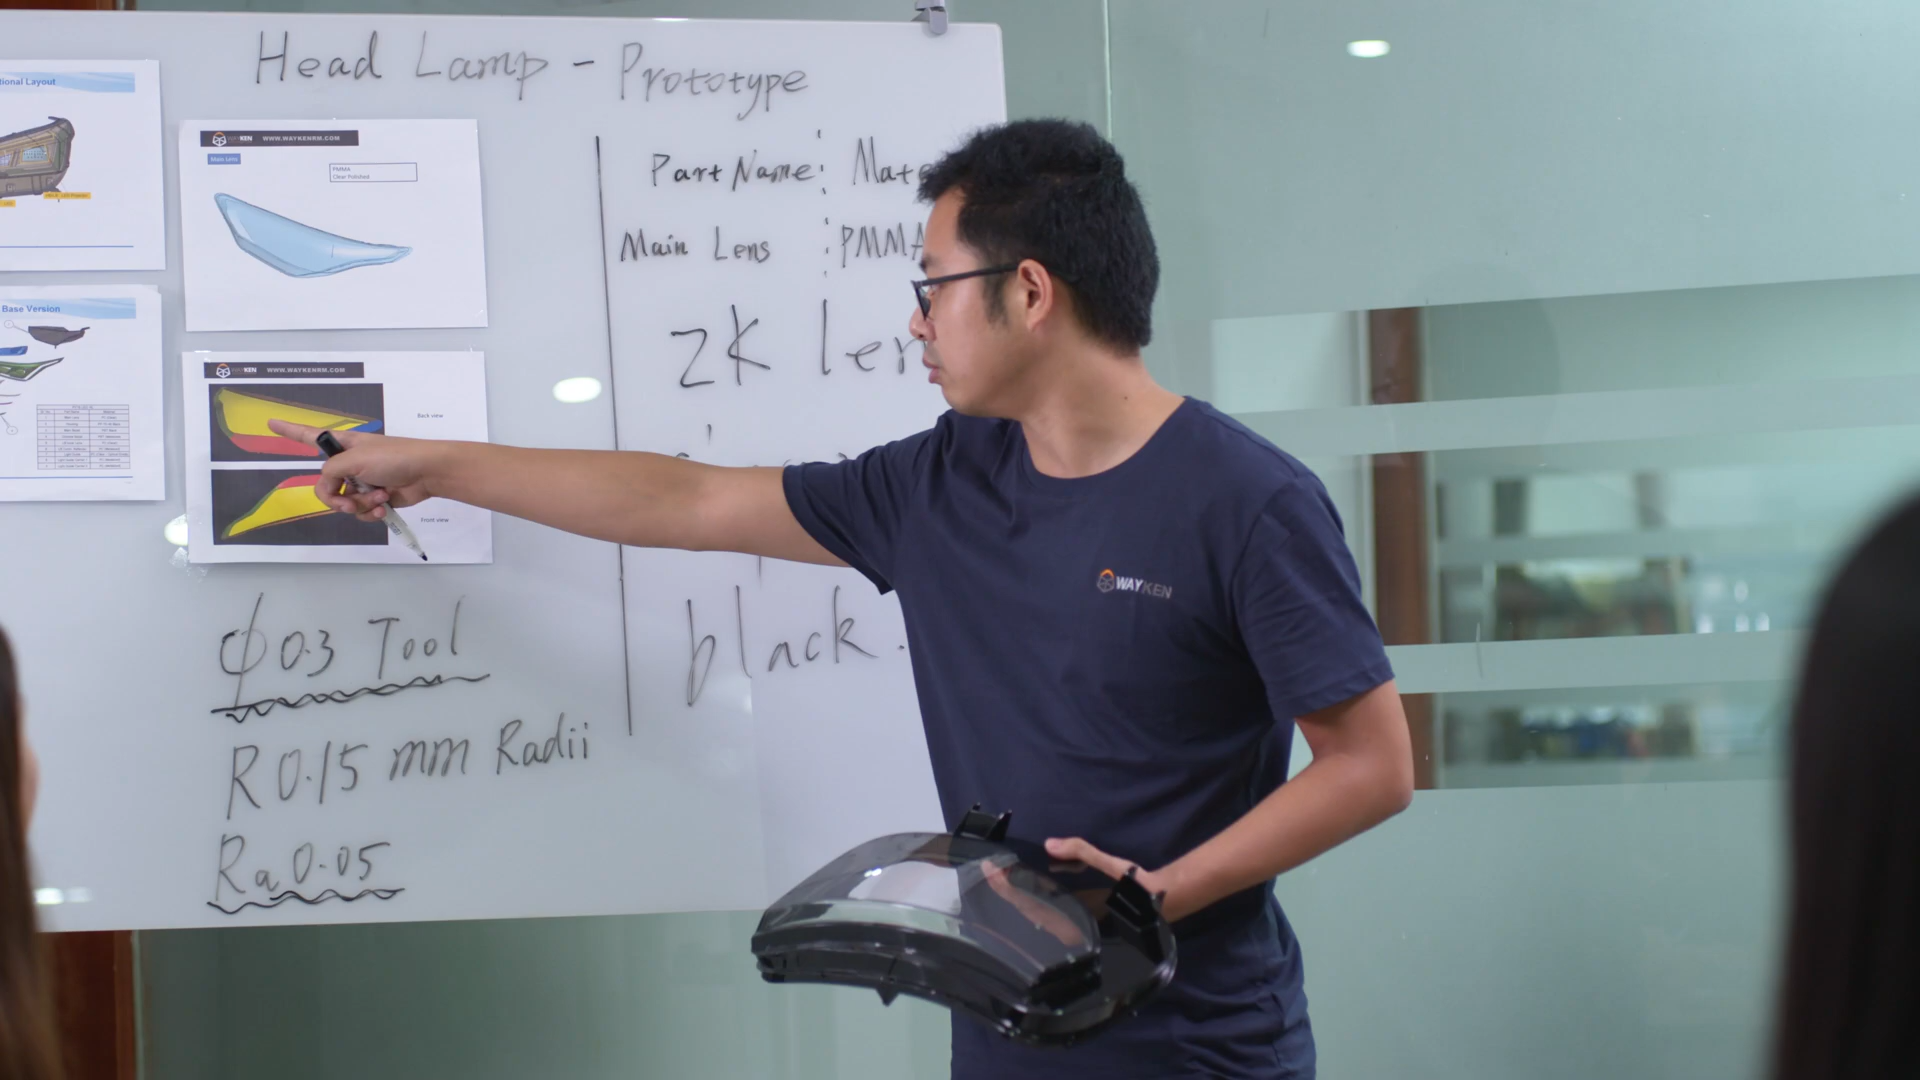 Head Lamp - Prototype
tional Layout
WAYKEN WWW.WAYKENRM.COM
Main Lens
PMMA
Clear Polished
Part Name: Mate
Main Lens : PMMA
2K len
black.
Base Version
WAYKEN WWW.WAYKENRM.COM
Back view
Front view
ϕ0.3 Tool
R0.15 mm Radii
Ra0.05
WAYKEN